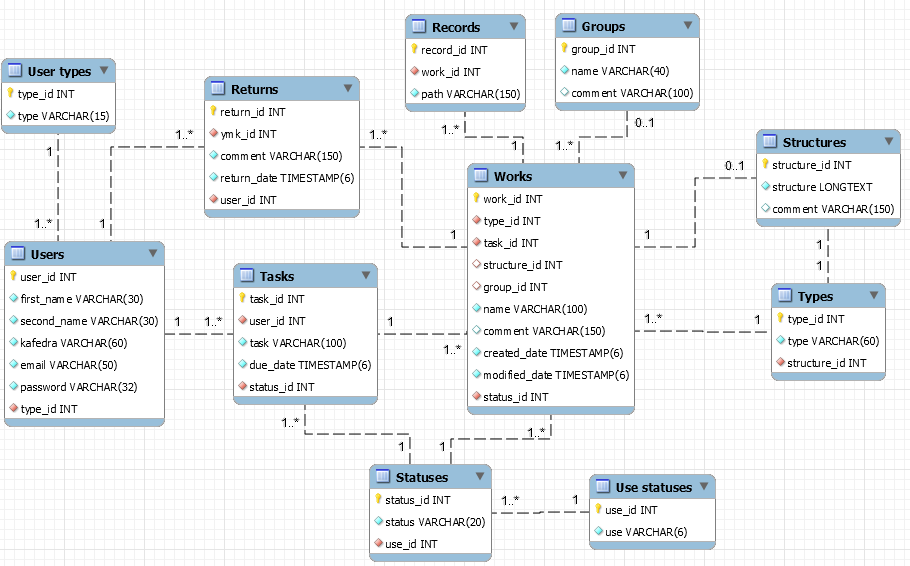 User types
type_id INT
type VARCHAR(15)
1
1..*
Returns
return_id INT
ymk_id INT
comment VARCHAR(150)
return_date TIMESTAMP(6)
user_id INT
1..*
1
1..*
1
Records
record_id INT
work_id INT
path VARCHAR(150)
1..*
1
Groups
group_id INT
name VARCHAR(40)
comment VARCHAR(100)
0..1
1..*
Structures
structure_id INT
structure LONGTEXT
comment VARCHAR(150)
0..1
1
1
1
Users
user_id INT
first_name VARCHAR(30)
second_name VARCHAR(30)
kafedra VARCHAR(60)
email VARCHAR(50)
password VARCHAR(32)
type_id INT
1
1..*
Tasks
task_id INT
user_id INT
task VARCHAR(100)
due_date TIMESTAMP(6)
status_id INT
1
1..*
Works
work_id INT
type_id INT
task_id INT
structure_id INT
group_id INT
name VARCHAR(100)
comment VARCHAR(150)
created_date TIMESTAMP(6)
modified_date TIMESTAMP(6)
status_id INT
1..*
1
Types
type_id INT
type VARCHAR(60)
structure_id INT
1..*
1
1..*
1
Statuses
status_id INT
status VARCHAR(20)
use_id INT
1..*
1
Use statuses
use_id INT
use VARCHAR(6)